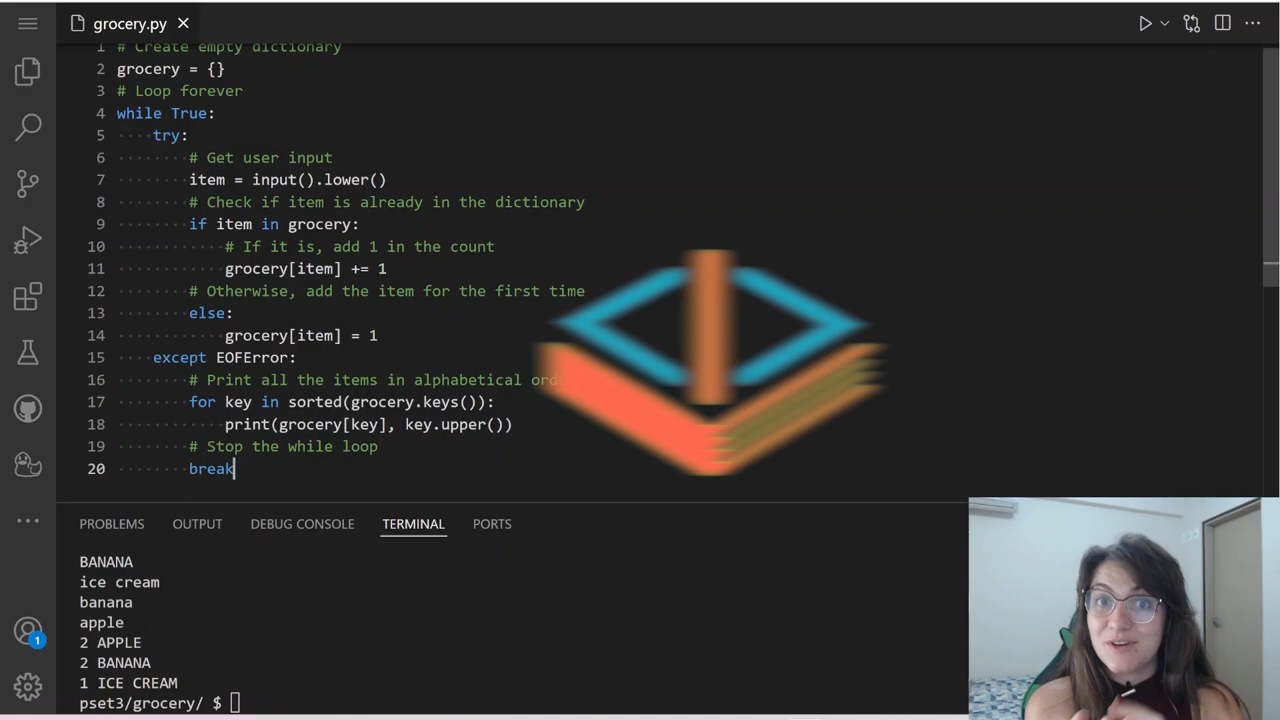 grocery.py
1 # Create empty dictionary
2 grocery = {}
3 # Loop forever
4 while True:
5 try:
6 # Get user input
7 item = input().lower()
8 # Check if item is already in the dictionary
9 if item in grocery:
10 # If it is, add 1 in the count
11 grocery[item] += 1
12 # Otherwise, add the item for the first time
13 else:
14 grocery[item] = 1
15 except EOFError:
16 # Print all the items in alphabetical
17 for key in sorted(grocery.keys()):
18 print(grocery[key], key.upper())
19 # Stop the while loop
20 break
PROBLEMS OUTPUT DEBUG CONSOLE TERMINAL PORTS
BANANA
ice cream
banana
apple
2 APPLE
2 BANANA
1 ICE CREAM
pset3/grocery/ $
1